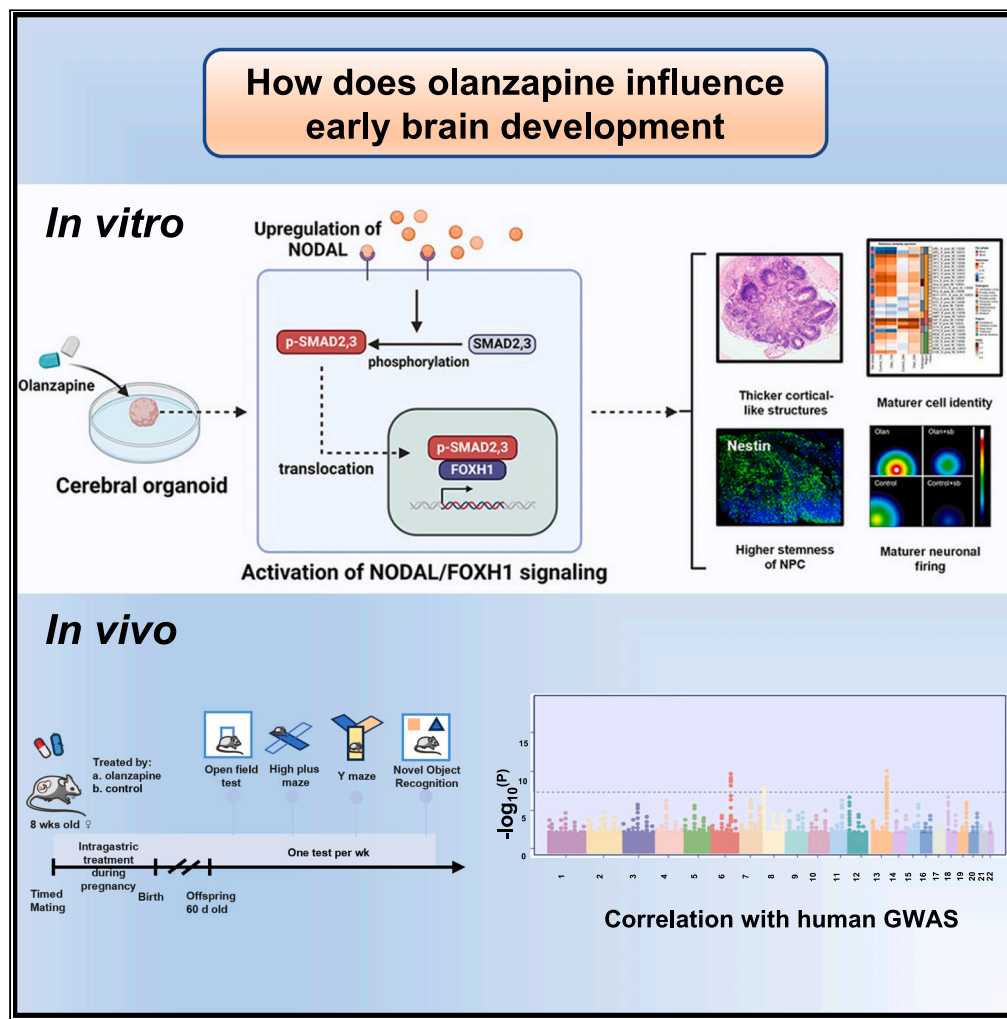 How does olanzapine influence
early brain development
In vitro
Upregulation of
NODAL
p-SMAD2,3
SMAD2,3
phosphorylation
Olanzapine
translocation
p-SMAD2,3
FOXH1
Cerebral organoid
Activation of NODAL/FOXH1 signaling
Thicker cortical-
like structures
Maturer cell identity
Nestin
Olan
Olan+sb
Control
Control+sb
Higher stemness
of NPC
Maturer neuronal
firing
In vivo
Treated by:
a. olanzapine
b. control
8 wks old ♀
Open field
test
High plus
maze
Y maze
Novel Object
Recognition
Intragastric
treatment
during
pregnancy
One test per wk
Timed
Mating
Birth
Offspring
60 d old
-log10(P)
15
10
5
0
1 2 3 4 5 6 7 8 9 10 11 12 13 14 15 16 17 18 19 20 21 22
Correlation with human GWAS